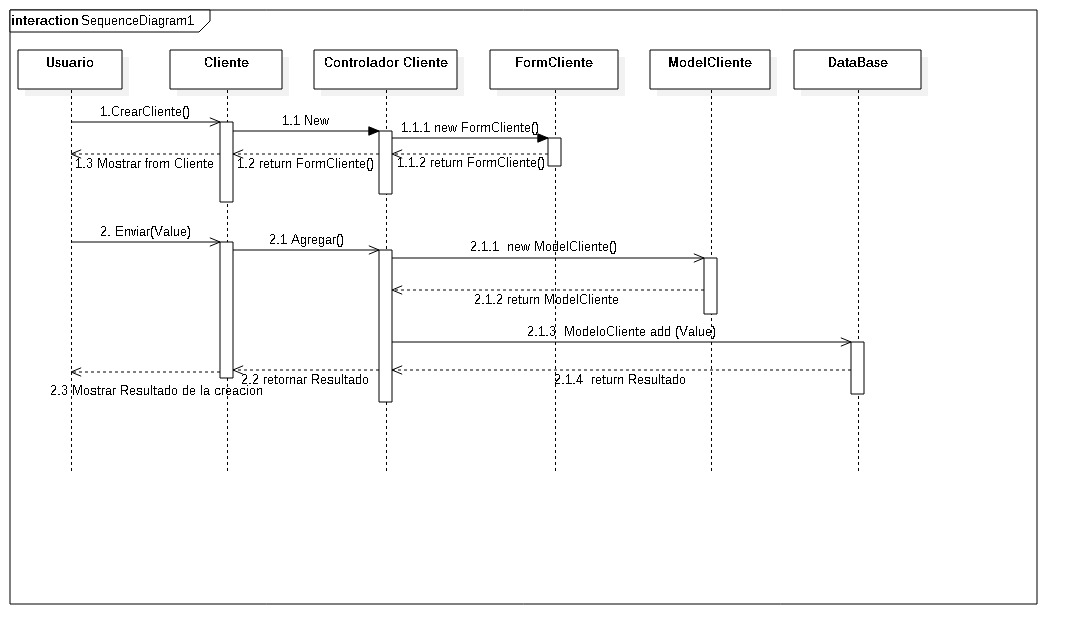 interaction SequenceDiagram1
Usuario
Cliente
Controlador Cliente
FormCliente
ModelCliente
DataBase
1.CrearCliente()
1.1 New
1.1.1 new FormCliente()
1.3 Mostrar from Cliente
1.2 return FormCliente()
1.1.2 return FormCliente()
2. Enviar(Value)
2.1 Agregar()
2.1.1 new ModelCliente()
2.1.2 return ModelCliente
2.1.3 ModeloCliente add (Value)
2.3 Mostrar Resultado de la creacion
2.2 retornar Resultado
2.1.4 return Resultado